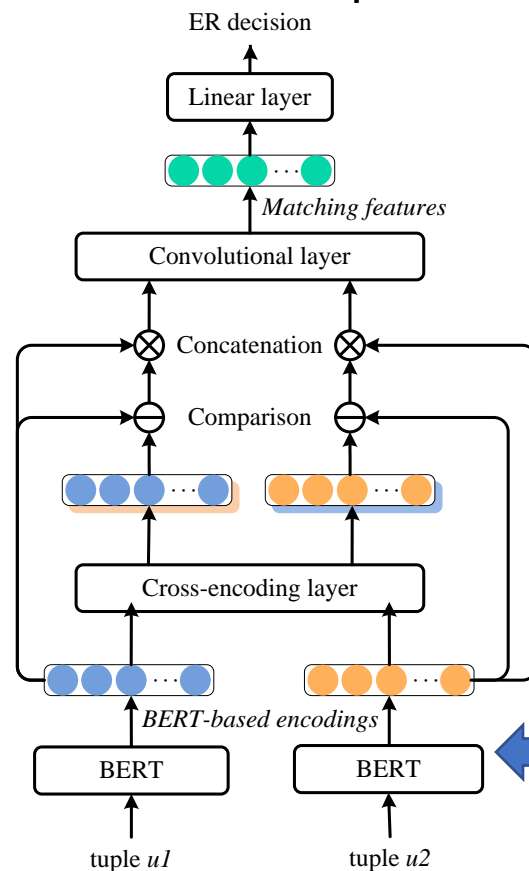 ER decision
Linear layer
...
Matching features
Convolutional layer
Concatenation
Comparison
... ...
Cross-encoding layer
... ...
BERT-based encodings
BERT BERT
tuple u1 tuple u2